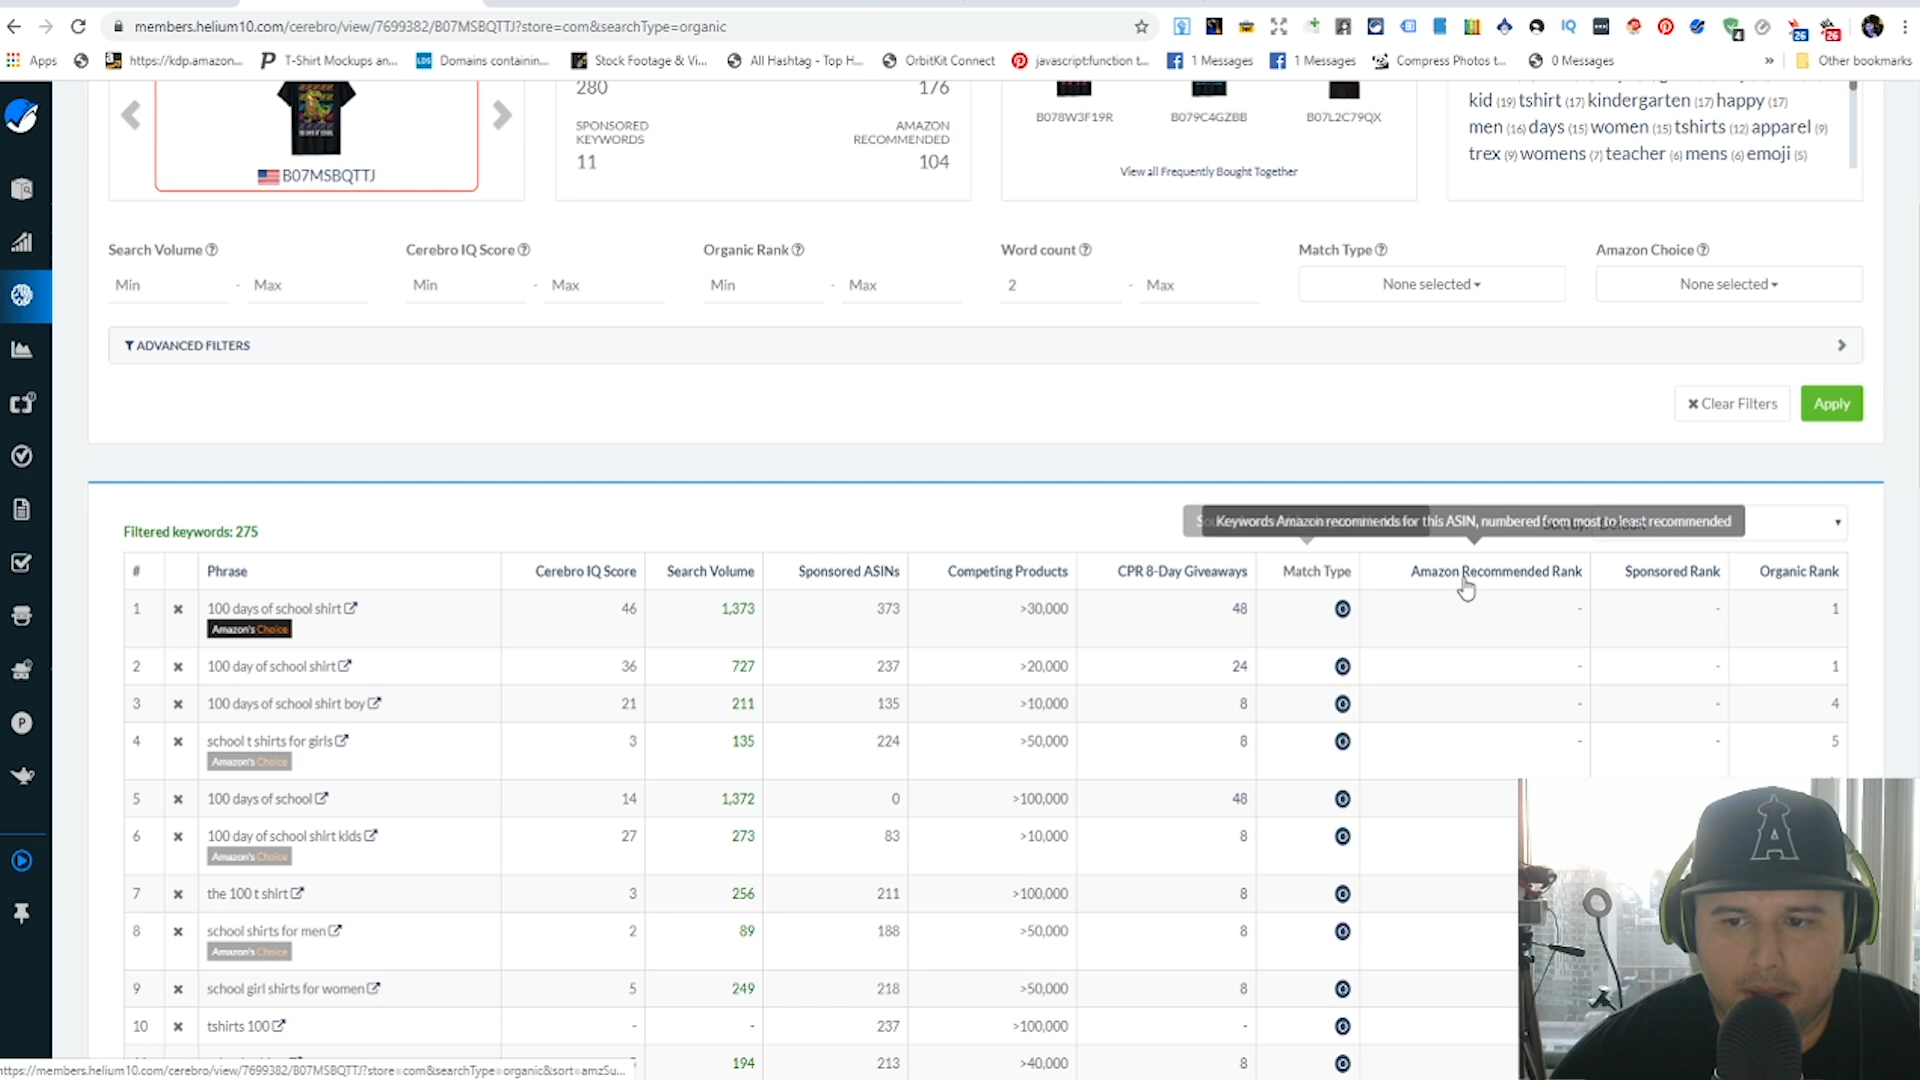 members.helium10.com/cerebro/view/7699382/B07MSBQTTJ?store=com&searchType=organic
26
26
4
Apps
https://kdp.amazon...
T-Shirt Mockups an...
LDS
Domains containin...
Stock Footage & Vi...
All Hashtag - Top H...
OrbitKit Connect
javascript:function t...
1 Messages
1 Messages
Compress Photos t...
0 Messages
»
Other bookmarks
B07MSBQTTJ
280
176
SPONSORED KEYWORDS
AMAZON RECOMMENDED
11
104
B078W3F19R
B079C4GZBB
B07L2C79QX
View all Frequently Bought Together
kid (19) tshirt (17) kindergarten (17) happy (17)
men (16) days (15) women (15) tshirts (12) apparel (9)
trex (9) womens (7) teacher (6) mens (6) emoji (5)
Search Volume
Cerebro IQ Score
Organic Rank
Word count
Match Type
Amazon Choice
Min - Max
Min - Max
Min - Max
2 - Max
None selected
None selected
ADVANCED FILTERS
Clear Filters
Apply
Filtered keywords: 275
Keywords Amazon recommends for this ASIN, numbered from most to least recommended
# Phrase Cerebro IQ Score Search Volume Sponsored ASINs Competing Products CPR 8-Day Giveaways Match Type Amazon Recommended Rank Sponsored Rank Organic Rank
1 100 days of school shirt 46 1,373 373 >30,000 48 O - - 1
Amazon's Choice
2 100 day of school shirt 36 727 237 >20,000 24 O - - 1
3 100 days of school shirt boy 21 211 135 >10,000 8 O - - 4
4 school t shirts for girls 3 135 224 >50,000 8 O - - 5
Amazon's Choice
5 100 days of school 14 1,372 0 >100,000 48 O
6 100 day of school shirt kids 27 273 83 >10,000 8 O
Amazon's Choice
7 the 100 t shirt 3 256 211 >100,000 8 O
8 school shirts for men 2 89 188 >50,000 8 O
Amazon's Choice
9 school girl shirts for women 5 249 218 >50,000 8 O
10 tshirts 100 - - 237 >100,000 - O
194 213 >40,000 8 O
https://members.helium10.com/cerebro/view/7699382/B07MSBQTTJ?store=com&searchType=organic&sort=amzSu...
A